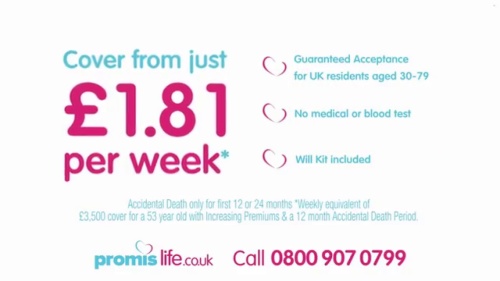 Cover from just
£1.81
per week*
Guaranteed Acceptance
for UK residents aged 30-79
No medical or blood test
Will Kit included
Accidental Death only for first 12 or 24 months *Weekly equivalent of
£3,500 cover for a 53 year old with Increasing Premiums & a 12 month Accidental Death Period.
promis life.co.uk Call 0800 907 0799